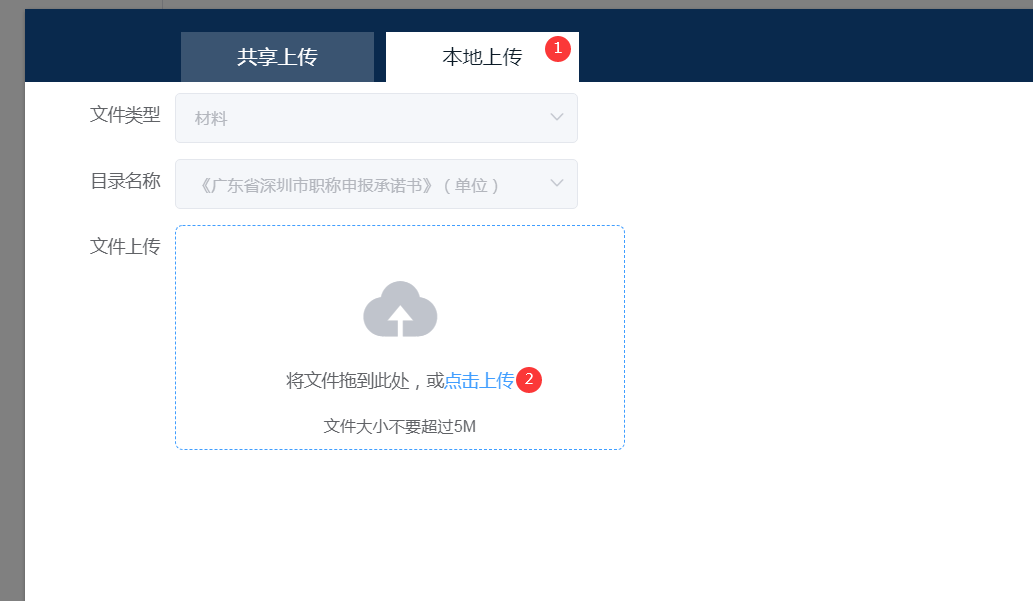 共享上传
本地上传 1
文件类型 材料
目录名称 《广东省深圳市职称申报承诺书》（单位）
文件上传
将文件拖到此处，或点击上传 2
文件大小不要超过5M